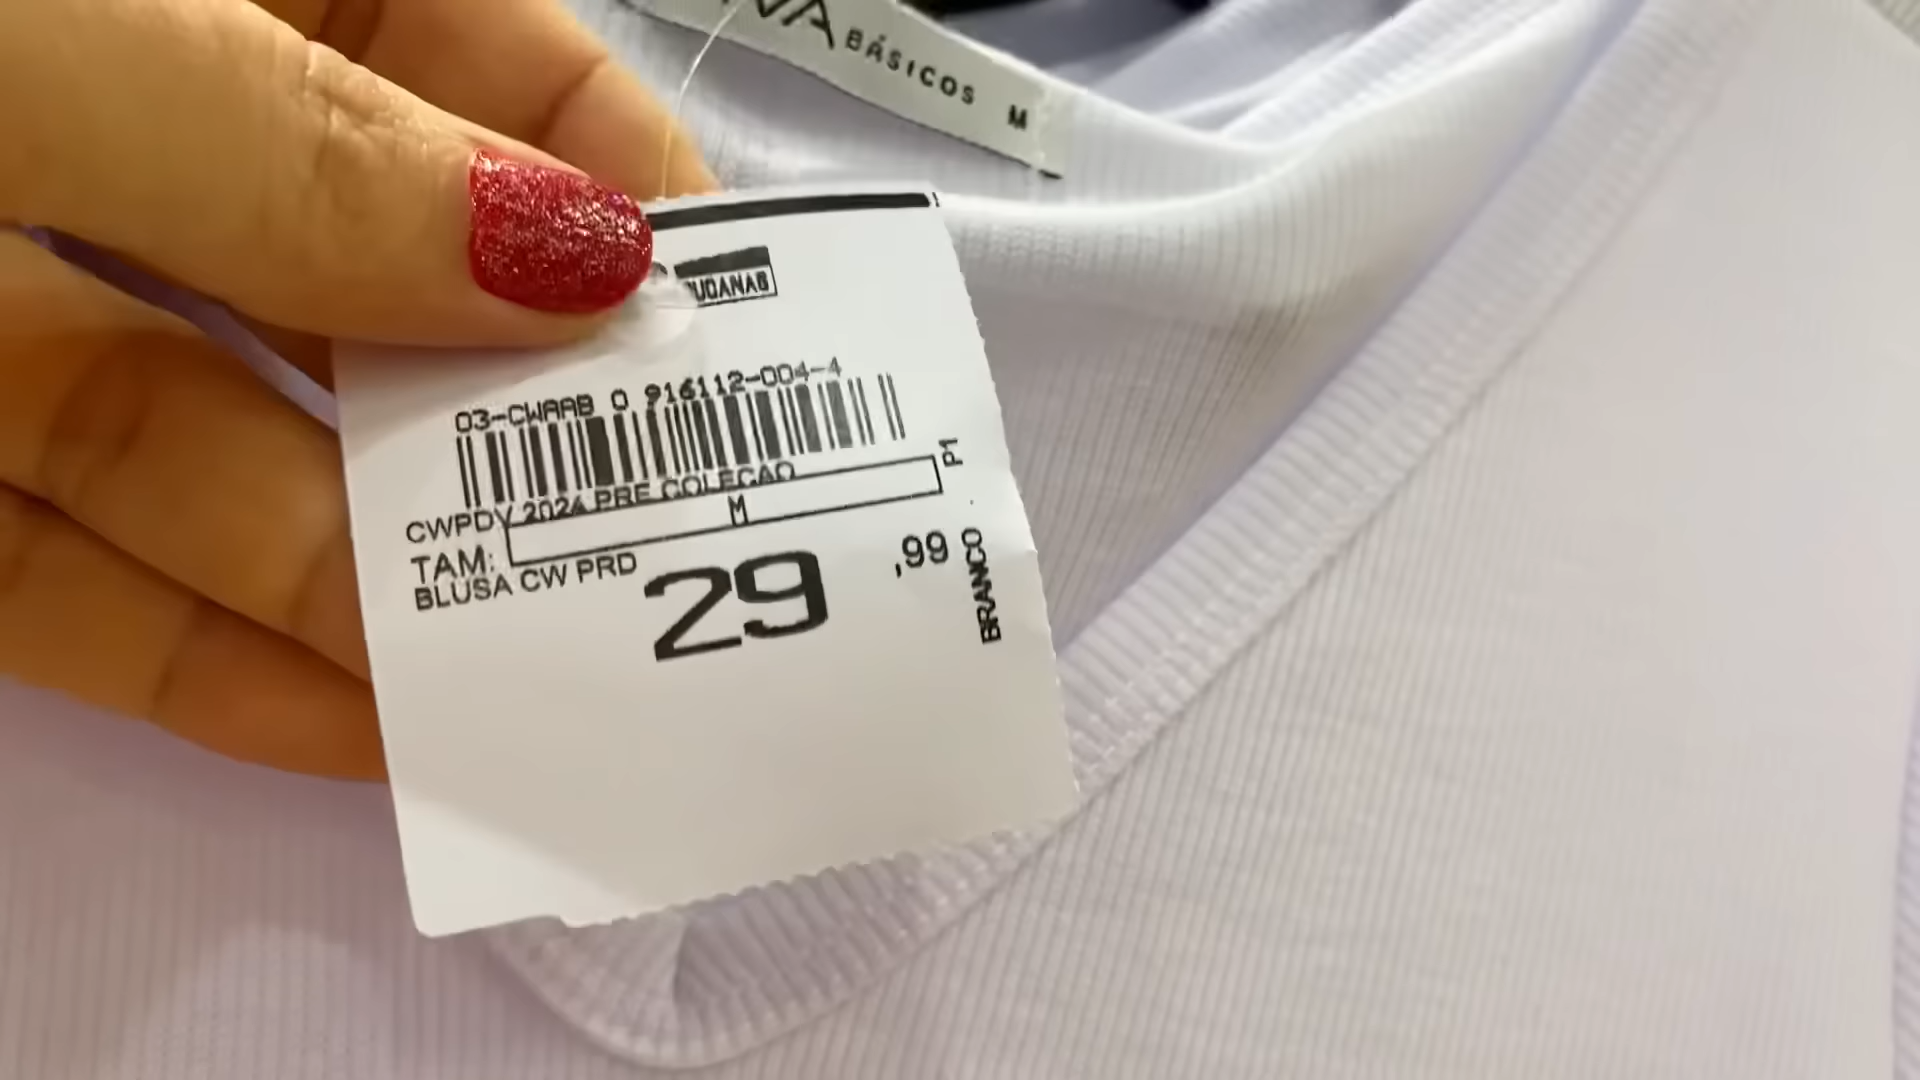 BÁSICOS M
03-CWAAB 0 916112-004-4
CWPDV 2024 PRE COLECAO
P1
TAM: M
BLUSA CW PRD
29 ,99
BRANCO